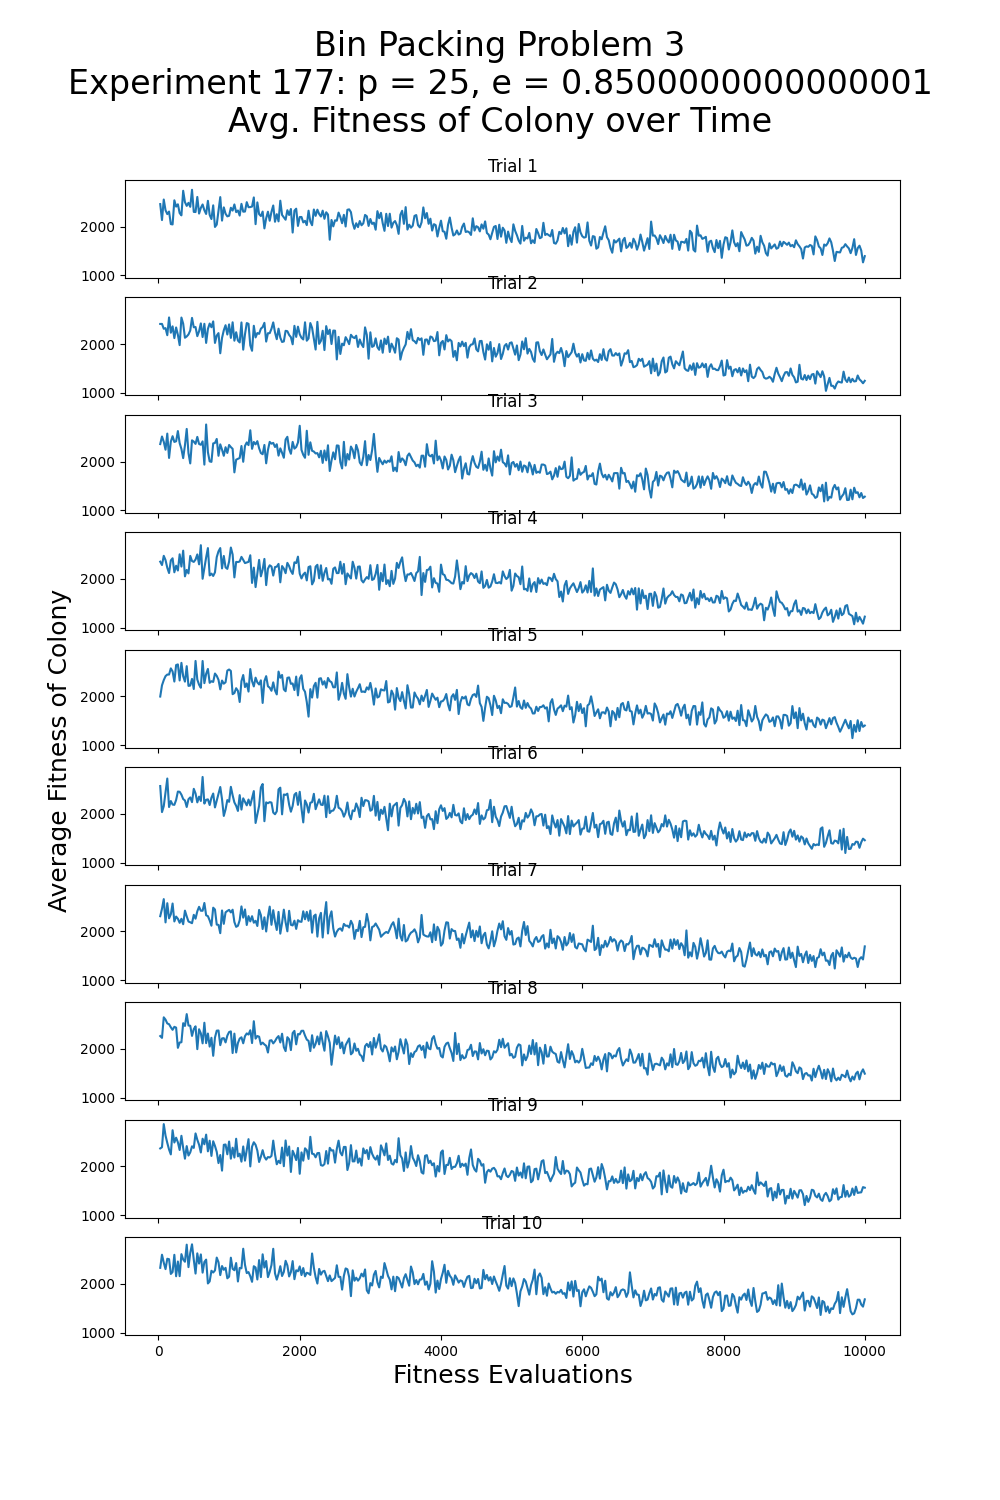 Bin Packing Problem 3
Experiment 177: p = 25, e = 0.8500000000000001
Avg. Fitness of Colony over Time
Trial 1
2000
1000
Trial 2
2000
1000
Trial 3
2000
1000
Trial 4
2000
1000
Trial 5
2000
1000
Trial 6
2000
1000
Trial 7
2000
1000
Trial 8
2000
1000
Trial 9
2000
1000
Trial 10
2000
1000
0 2000 4000 6000 8000 10000
Fitness Evaluations
Average Fitness of Colony